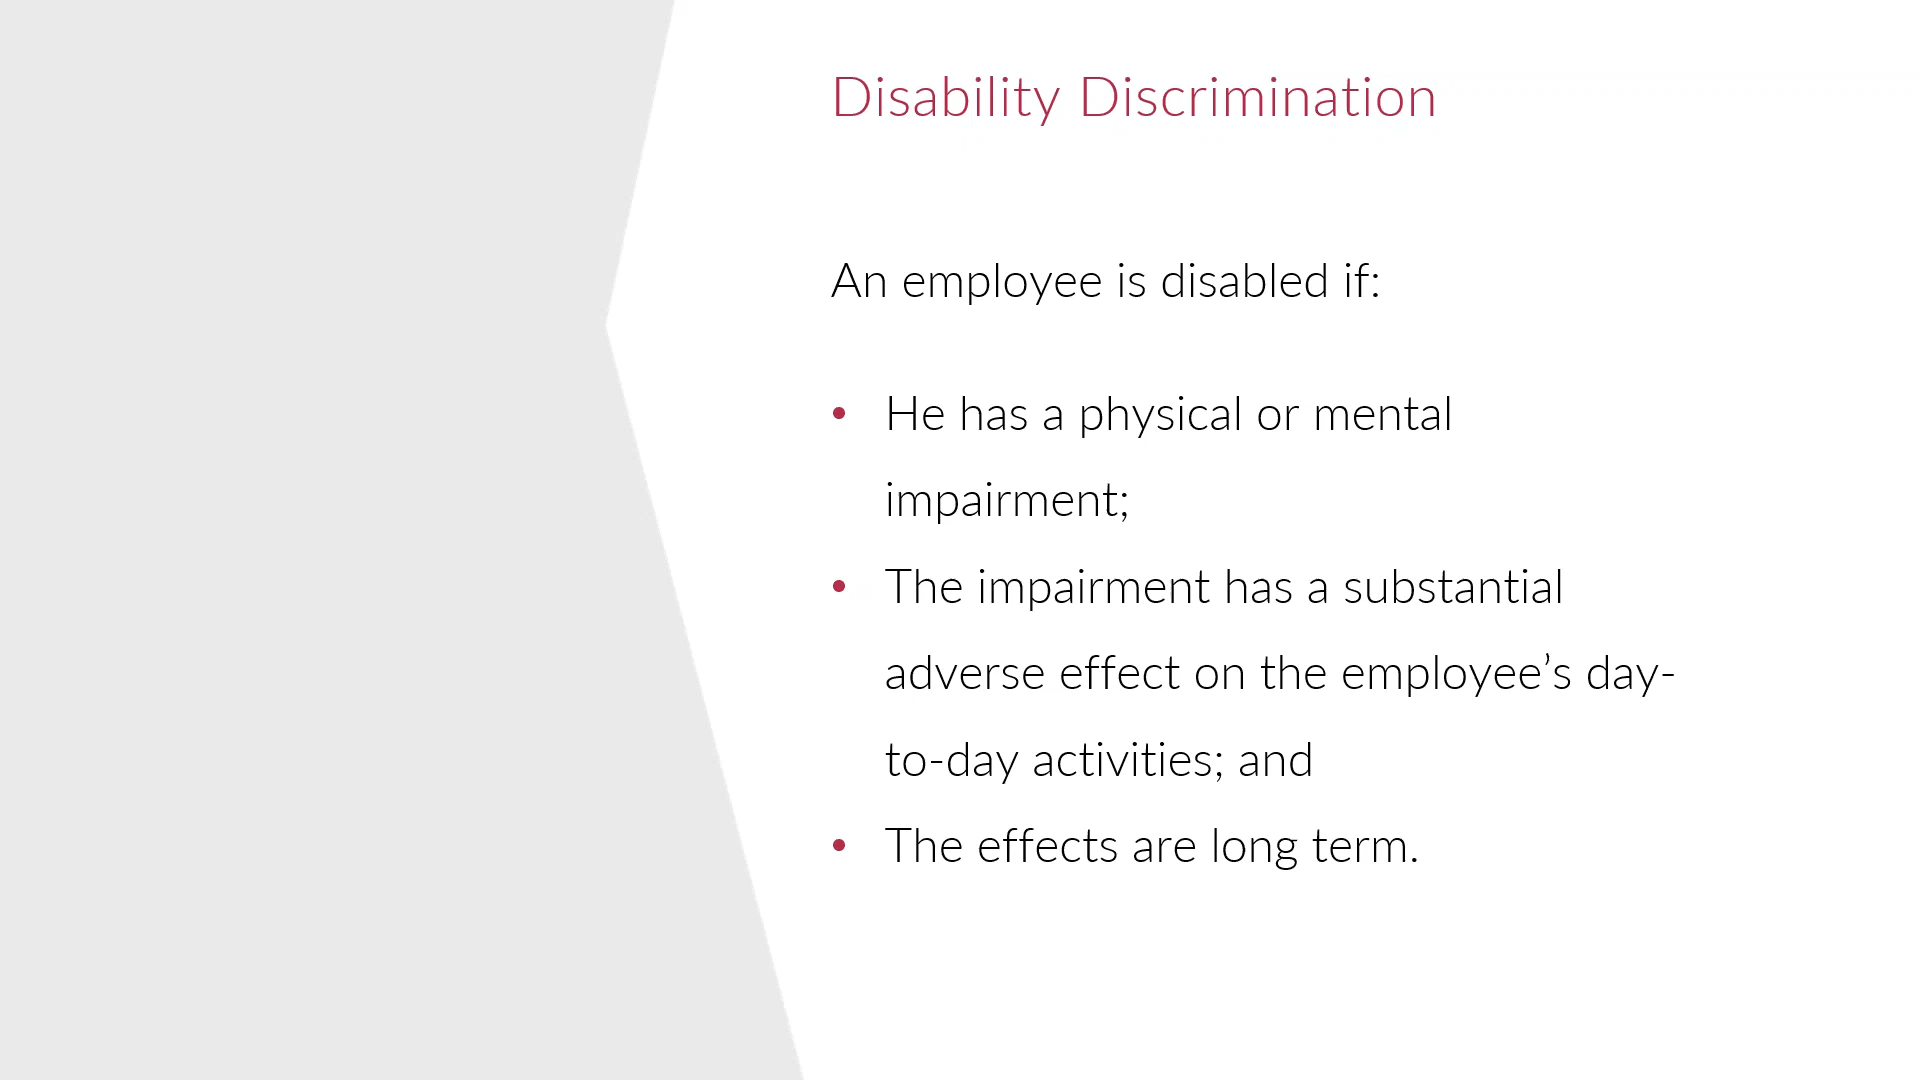 Disability Discrimination
An employee is disabled if:
• He has a physical or mental
impairment;
• The impairment has a substantial
adverse effect on the employee’s day-
to-day activities; and
• The effects are long term.